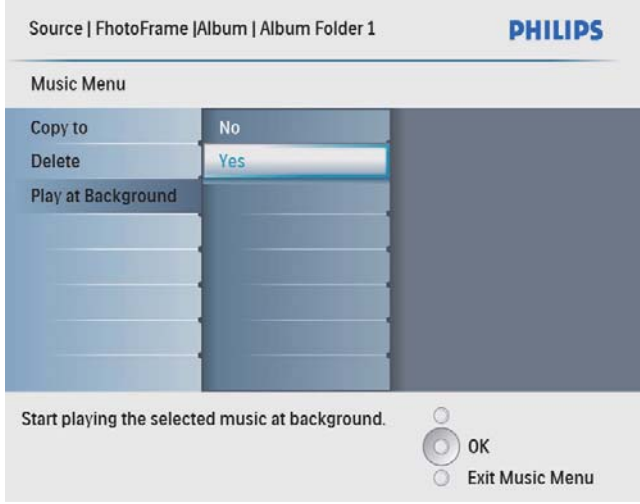 Source | FhotoFrame |Album | Album Folder 1
PHILIPS
Music Menu
Copy to
No
Delete
Yes
Play at Background
Start playing the selected music at background.
OK
Exit Music Menu